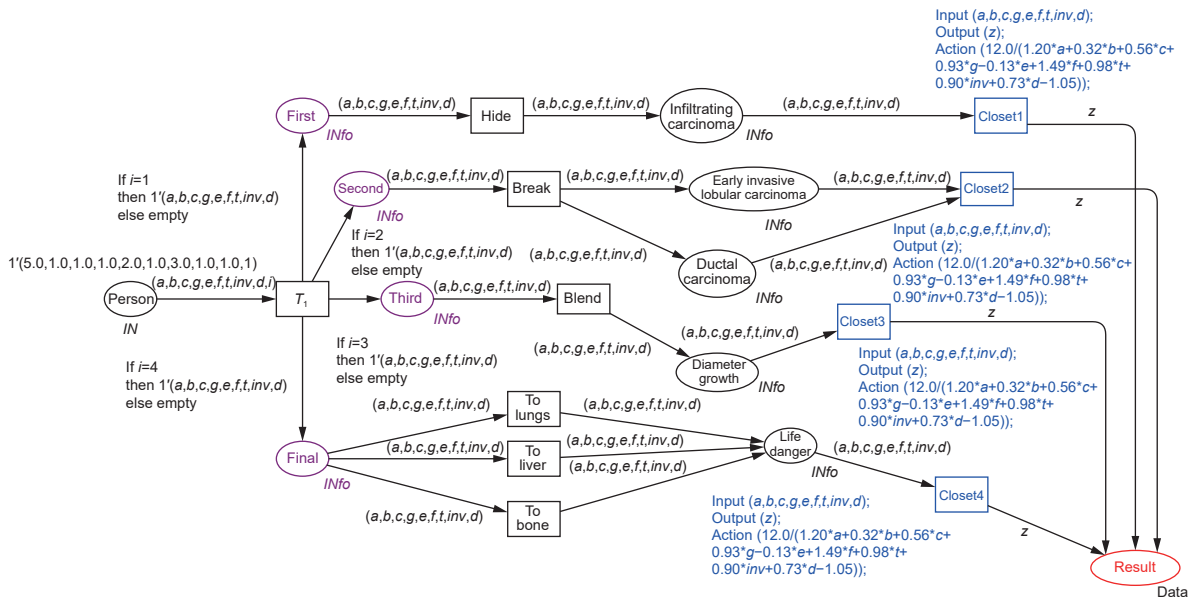 Input (a,b,c,g,e,f,t,inv,d);
Output (z);
Action (12.0/(1.20*a+0.32*b+0.56*c+
0.93*g−0.13*e+1.49*f+0.98*t+
0.90*inv+0.73*d−1.05));
First
(a,b,c,g,e,f,t,inv,d)
INfo
Hide
(a,b,c,g,e,f,t,inv,d)
Infiltrating
carcinoma
INfo
(a,b,c,g,e,f,t,inv,d)
Closet1
z
If i=1
then 1'(a,b,c,g,e,f,t,inv,d)
else empty
Second
INfo
(a,b,c,g,e,f,t,inv,d)
Break
(a,b,c,g,e,f,t,inv,d)
Early invasive
lobular carcinoma
INfo
(a,b,c,g,e,f,t,inv,d)
Closet2
z
If i=2
then 1'(a,b,c,g,e,f,t,inv,d)
else empty
(a,b,c,g,e,f,t,inv,d)
Ductal
carcinoma
INfo
(a,b,c,g,e,f,t,inv,d)
Input (a,b,c,g,e,f,t,inv,d);
Output (z);
Action (12.0/(1.20*a+0.32*b+0.56*c+
0.93*g−0.13*e+1.49*f+0.98*t+
0.90*inv+0.73*d−1.05));
1'(5.0,1.0,1.0,1.0,2.0,1.0,3.0,1.0,1.0,1)
(a,b,c,g,e,f,t,inv,d,i)
Person
IN
T1
Third
INfo
(a,b,c,g,e,f,t,inv,d)
Blend
(a,b,c,g,e,f,t,inv,d)
(a,b,c,g,e,f,t,inv,d)
Diameter
growth
INfo
Closet3
z
If i=3
then 1'(a,b,c,g,e,f,t,inv,d)
else empty
Input (a,b,c,g,e,f,t,inv,d);
Output (z);
Action (12.0/(1.20*a+0.32*b+0.56*c+
0.93*g−0.13*e+1.49*f+0.98*t+
0.90*inv+0.73*d−1.05));
If i=4
then 1'(a,b,c,g,e,f,t,inv,d)
else empty
Final
INfo
(a,b,c,g,e,f,t,inv,d)
To
lungs
(a,b,c,g,e,f,t,inv,d)
(a,b,c,g,e,f,t,inv,d)
To
liver
(a,b,c,g,e,f,t,inv,d)
(a,b,c,g,e,f,t,inv,d)
(a,b,c,g,e,f,t,inv,d)
To
bone
Life
danger
INfo
(a,b,c,g,e,f,t,inv,d)
Closet4
z
Input (a,b,c,g,e,f,t,inv,d);
Output (z);
Action (12.0/(1.20*a+0.32*b+0.56*c+
0.93*g−0.13*e+1.49*f+0.98*t+
0.90*inv+0.73*d−1.05));
Result
Data